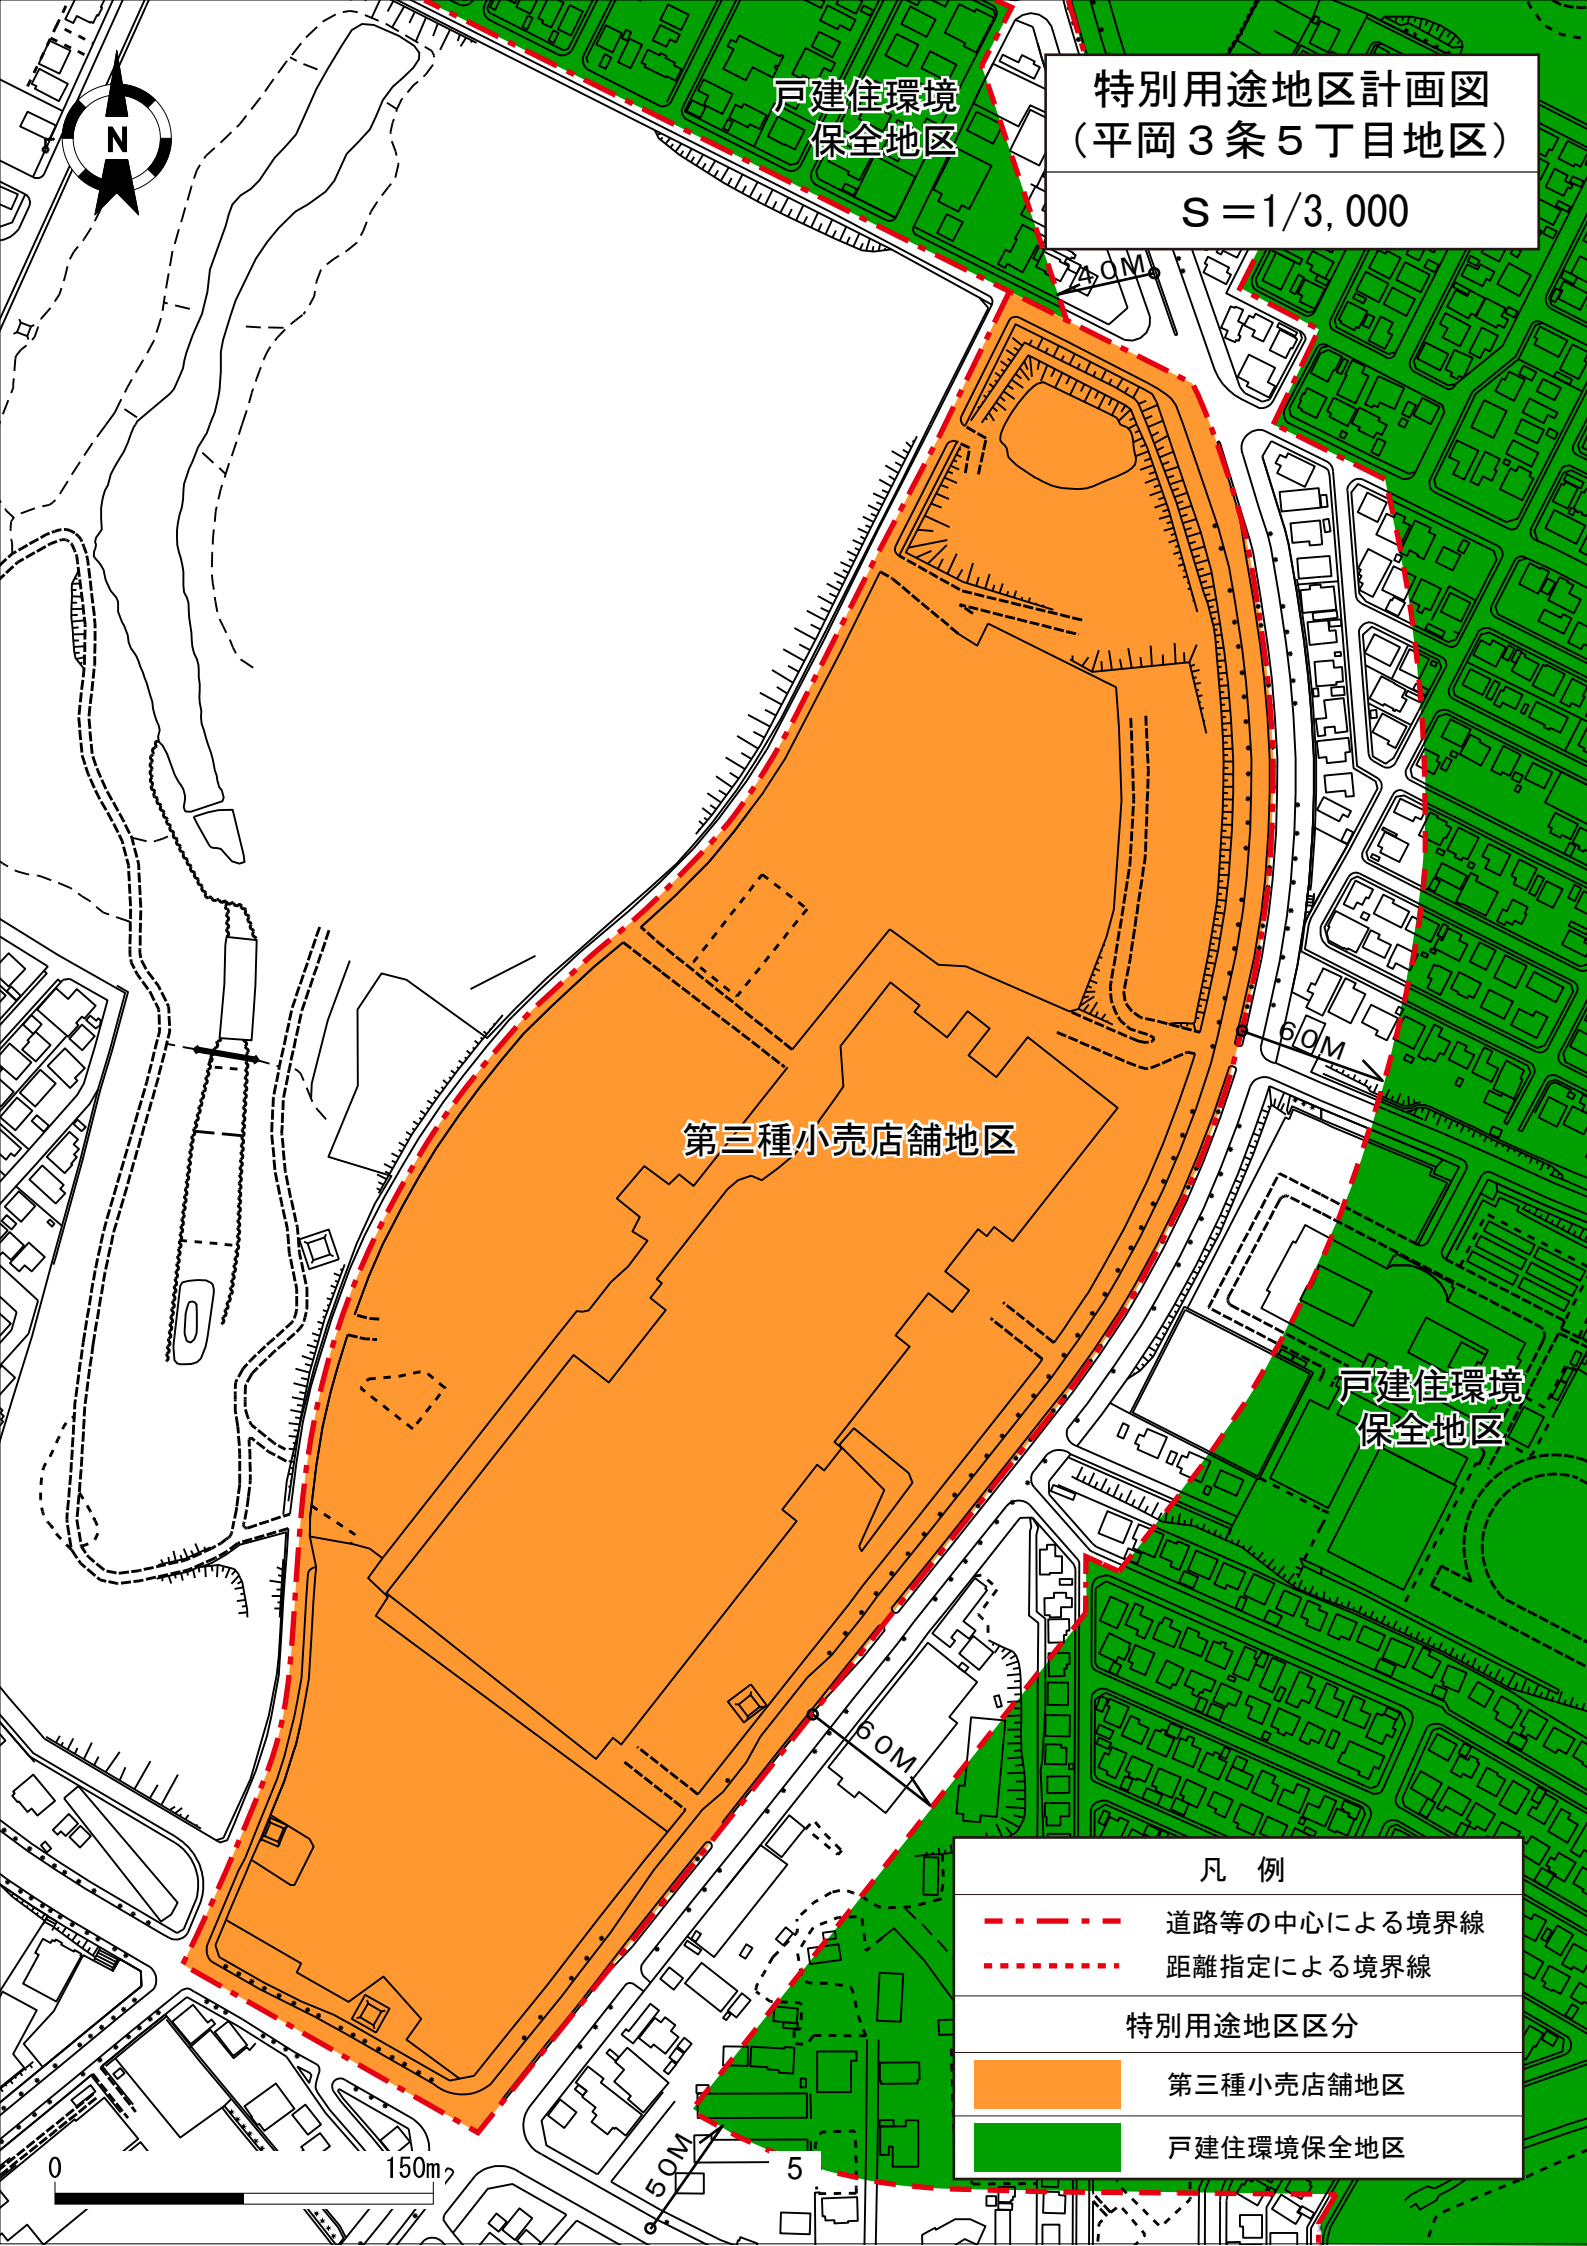 特別用途地区計画図
（平岡３条５丁目地区）
Ｓ＝1/3,000
N
戸建住環境
保全地区
40M
60M
第三種小売店舗地区
戸建住環境
保全地区
60M
50M
凡　例
道路等の中心による境界線
距離指定による境界線
特別用途地区区分
第三種小売店舗地区
戸建住環境保全地区
0 150m
5